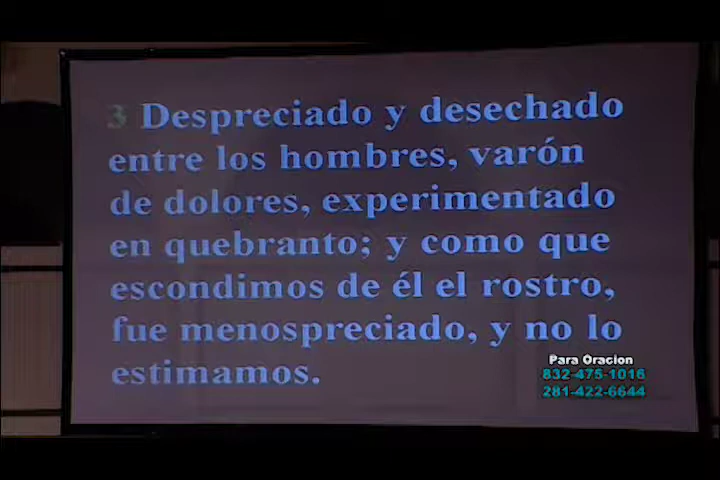 3 Despreciado y desechado
entre los hombres, varón
de dolores, experimentado
en quebranto; y como que
escondimos de él el rostro,
fue menospreciado, y no lo
estimamos.
Para Oracion
832-475-1016
281-422-6644